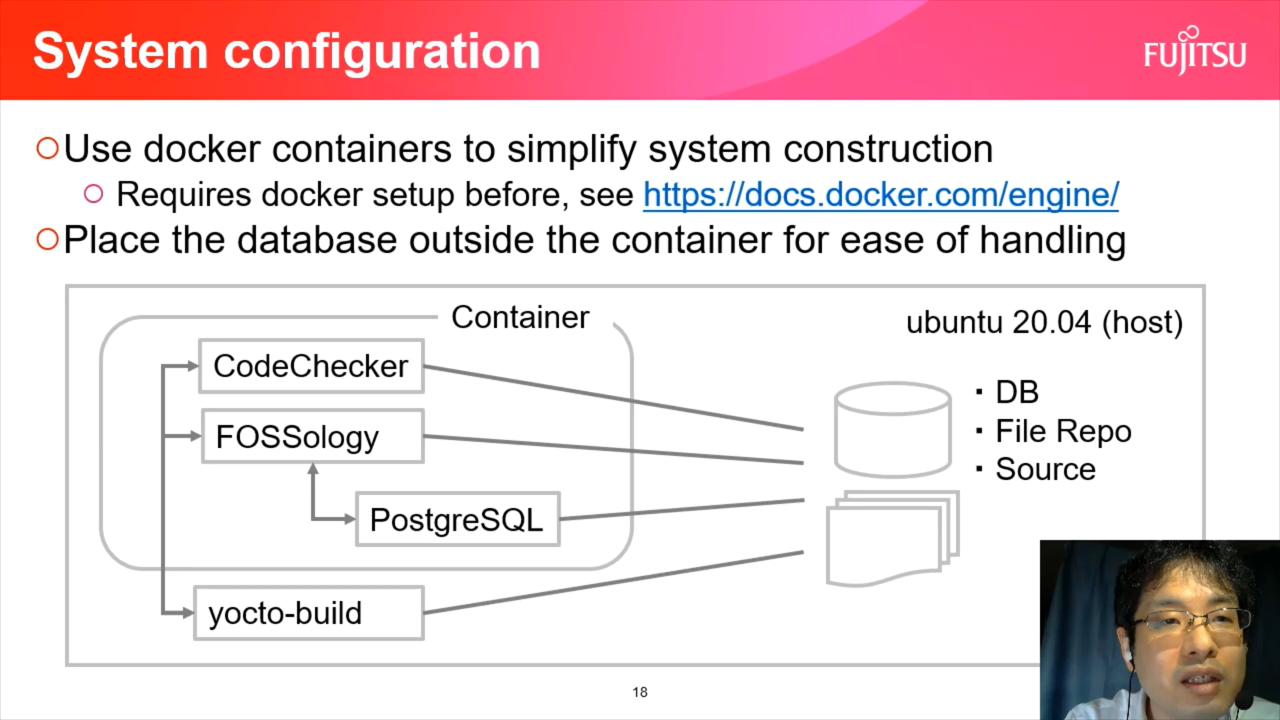 System configuration
FUJITSU
Use docker containers to simplify system construction
Requires docker setup before, see https://docs.docker.com/engine/
Place the database outside the container for ease of handling
Container
ubuntu 20.04 (host)
CodeChecker
FOSSology
PostgreSQL
yocto-build
・DB
・File Repo
・Source
18